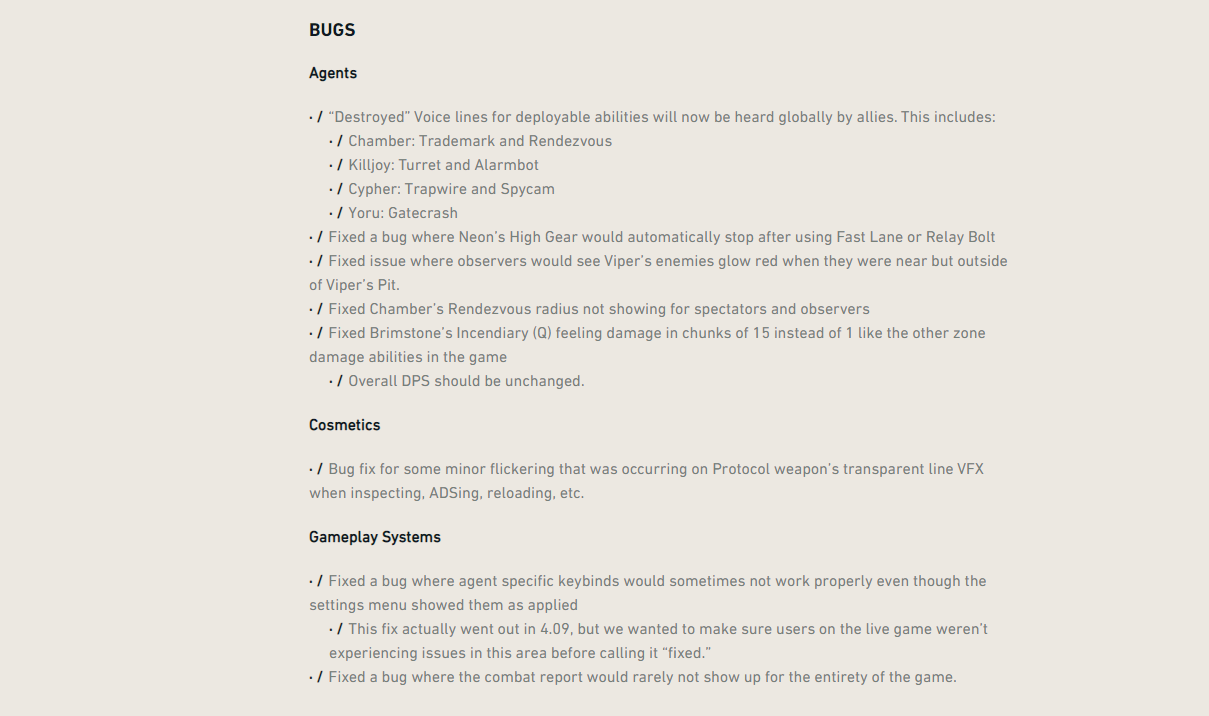 BUGS
Agents
· / “Destroyed” Voice lines for deployable abilities will now be heard globally by allies. This includes:
· / Chamber: Trademark and Rendezvous
· / Killjoy: Turret and Alarmbot
· / Cypher: Trapwire and Spycam
· / Yoru: Gatecrash
· / Fixed a bug where Neon’s High Gear would automatically stop after using Fast Lane or Relay Bolt
· / Fixed issue where observers would see Viper’s enemies glow red when they were near but outside
of Viper’s Pit.
· / Fixed Chamber’s Rendezvous radius not showing for spectators and observers
· / Fixed Brimstone’s Incendiary (Q) feeling damage in chunks of 15 instead of 1 like the other zone
damage abilities in the game
· / Overall DPS should be unchanged.
Cosmetics
· / Bug fix for some minor flickering that was occurring on Protocol weapon’s transparent line VFX
when inspecting, ADSing, reloading, etc.
Gameplay Systems
· / Fixed a bug where agent specific keybinds would sometimes not work properly even though the
settings menu showed them as applied
· / This fix actually went out in 4.09, but we wanted to make sure users on the live game weren’t
experiencing issues in this area before calling it “fixed.”
· / Fixed a bug where the combat report would rarely not show up for the entirety of the game.